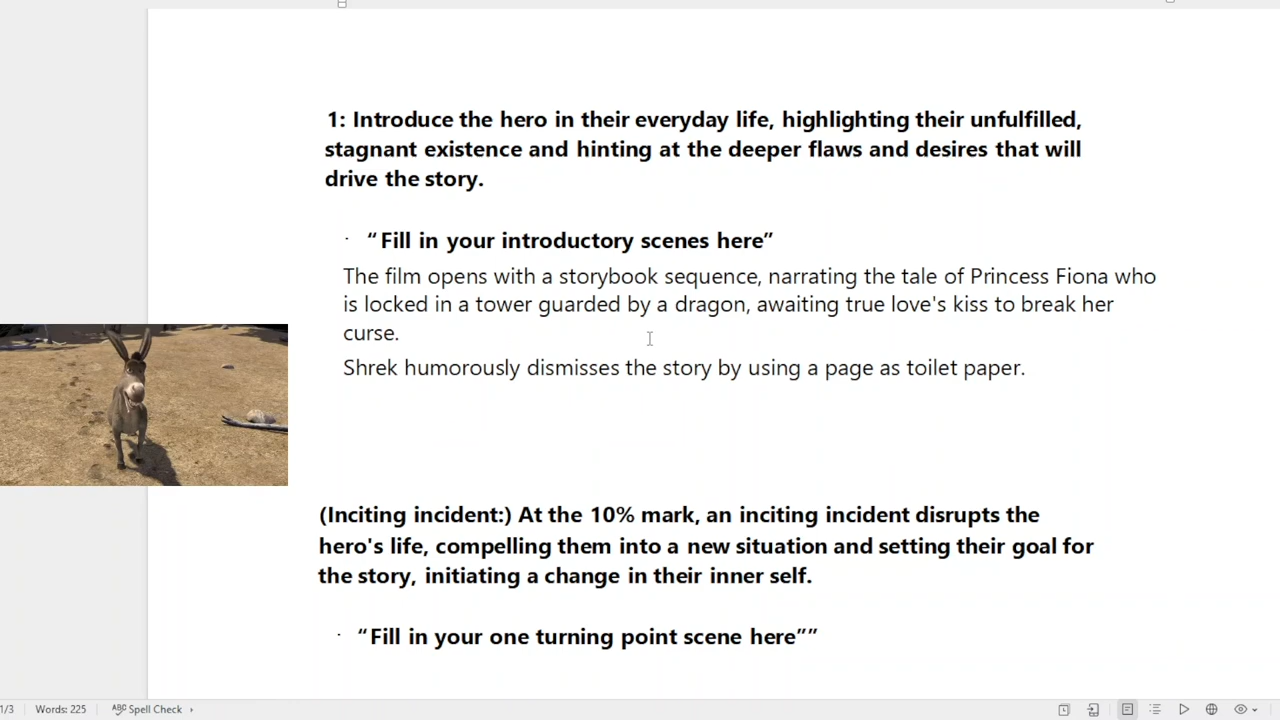 1: Introduce the hero in their everyday life, highlighting their unfulfilled,
stagnant existence and hinting at the deeper flaws and desires that will
drive the story.
· “Fill in your introductory scenes here”
The film opens with a storybook sequence, narrating the tale of Princess Fiona who
is locked in a tower guarded by a dragon, awaiting true love's kiss to break her
curse.
Shrek humorously dismisses the story by using a page as toilet paper.
(Inciting incident:) At the 10% mark, an inciting incident disrupts the
hero's life, compelling them into a new situation and setting their goal for
the story, initiating a change in their inner self.
· “Fill in your one turning point scene here””
1/3 Words: 225 ABC Spell Check